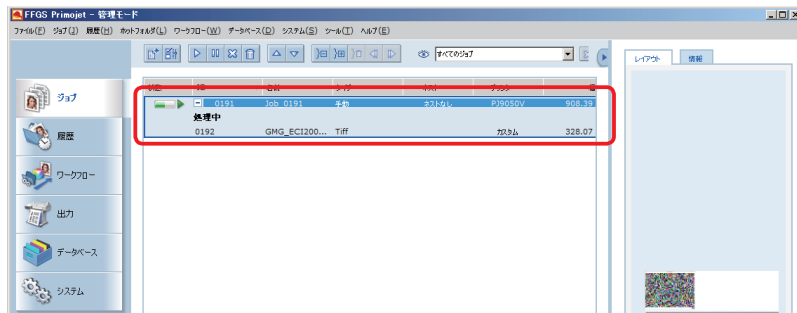 FFGS Primojet - 管理モード
ファイル(F) ジョブ(J) 履歴(H) ホットフォルダ(L) ワークフロー(W) データベース(D) システム(S) ツール(T) ヘルプ(E)
すべてのジョブ
レイアウト 情報
ジョブ
0191 Job_0191 手動 ネストなし PJ9050V 908.39
処理中
0192 GMG_ECI200... Tiff カスタム 328.07
履歴
ワークフロー
出力
データベース
システム